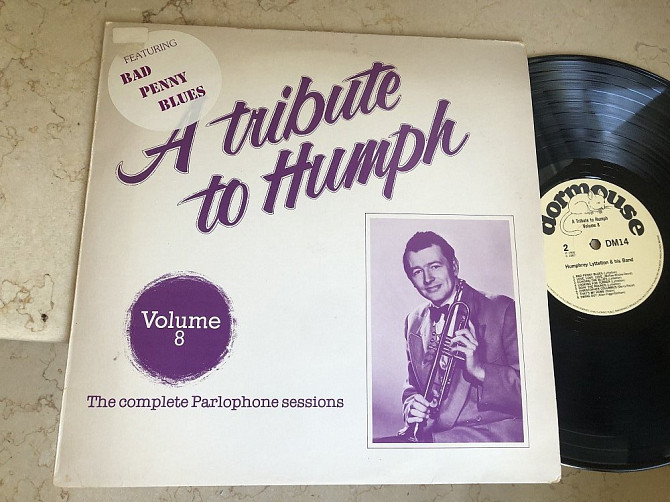 FEATURING
BAD
PENNY
BLUES
A tribute
to Humph
Volume
8
The complete Parlophone sessions
dormouse
A Tribute to Humph
Volume 8
2
DM14
Humphrey Lyttelton & his Band